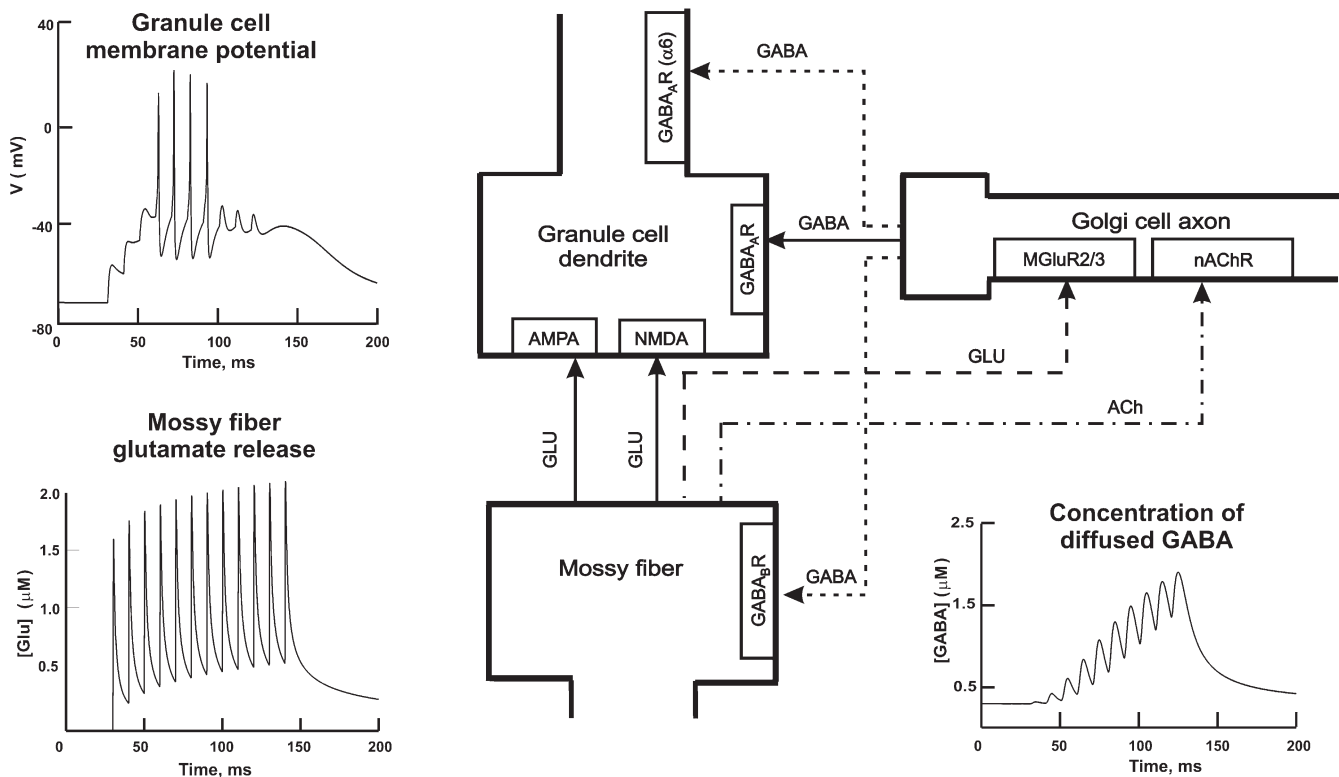 Granule cell
membrane potential
40
0
-40
-80
V ( mV)
50
100
150
200
Time, ms
Mossy fiber
glutamate release
2.0
1.5
1.0
0.5
[Glu] (μM)
0
50
100
150
200
Time, ms
GABA_AR (α6)
GABA
Granule cell
dendrite
GABA_AR
GABA
AMPA
NMDA
Golgi cell axon
MGluR2/3
nAChR
GLU
ACh
GLU
GLU
Mossy fiber
GABA_BR
GABA
Concentration of
diffused GABA
2.5
1.5
0.5
[GABA] (μM)
0
50
100
150
200
Time, ms